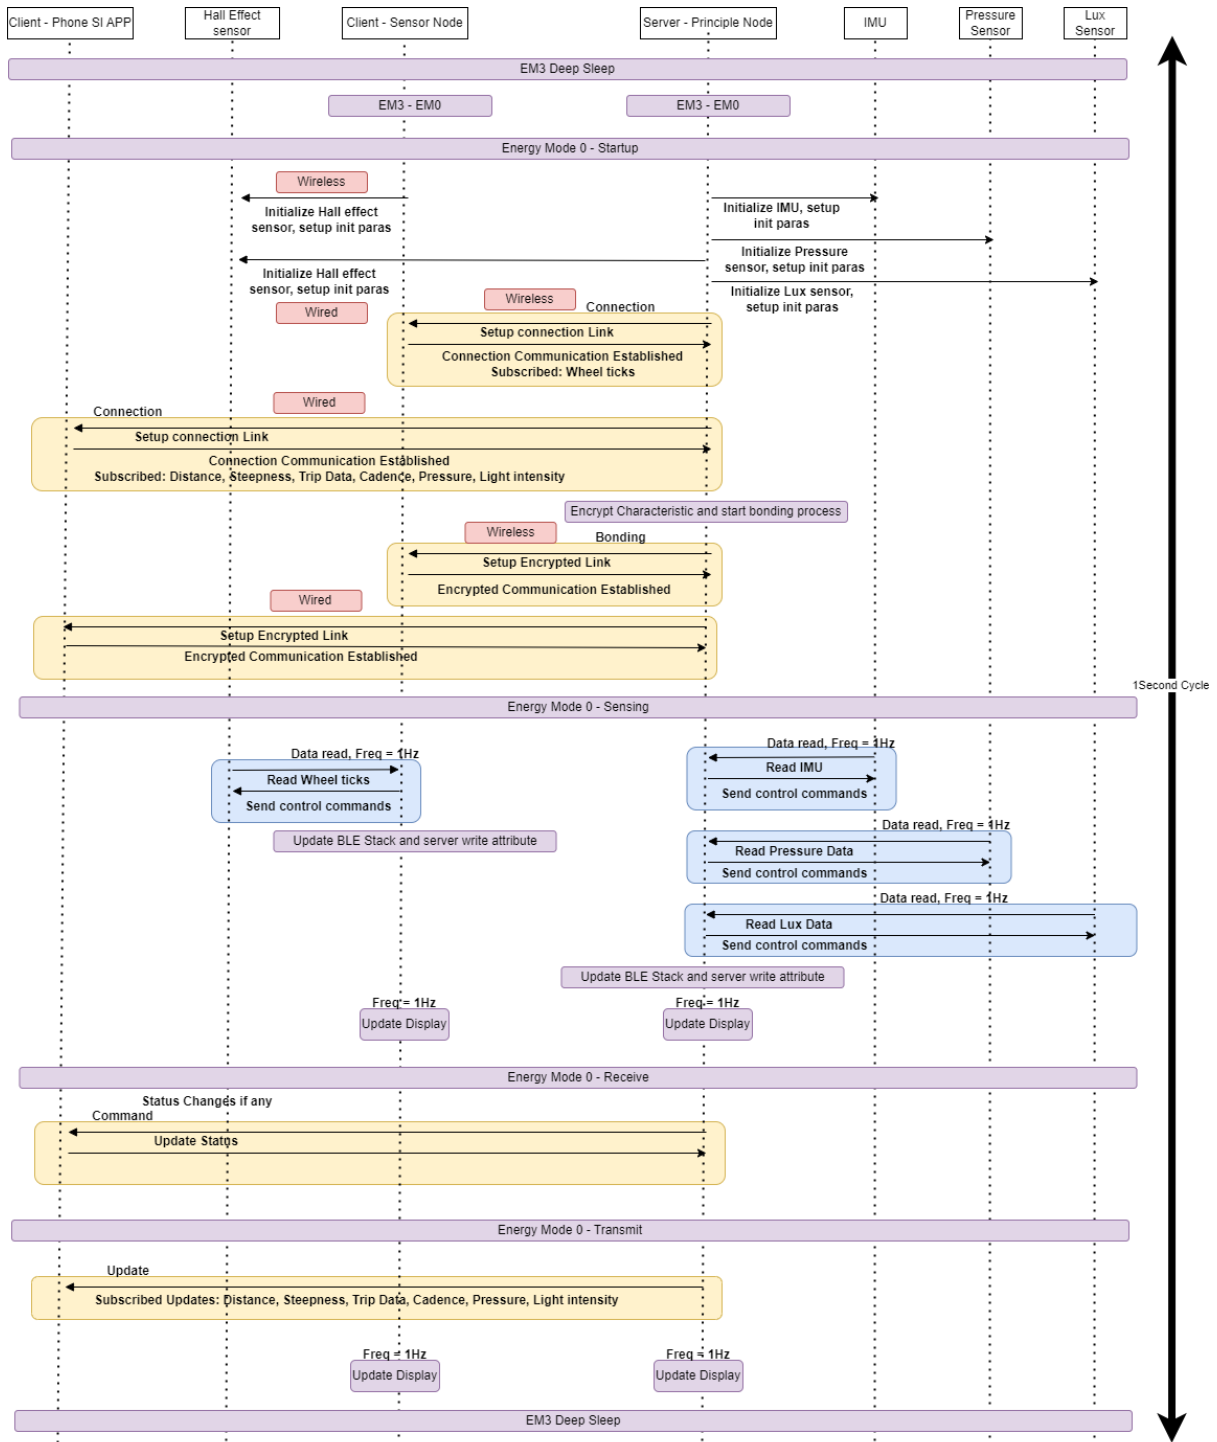 Client - Phone SI APP
Hall Effect
sensor
Client - Sensor Node
Server - Principle Node
IMU
Pressure
Sensor
Lux
Sensor
EM3 Deep Sleep
EM3 - EM0
EM3 - EM0
Energy Mode 0 - Startup
Wireless
Initialize Hall effect
sensor, setup init paras
Initialize IMU, setup
init paras
Initialize Pressure
sensor, setup init paras
Initialize Hall effect
sensor, setup init paras
Initialize Lux sensor,
setup init paras
Wired
Wireless
Connection
Setup connection Link
Connection Communication Established
Subscribed: Wheel ticks
Wired
Connection
Setup connection Link
Connection Communication Established
Subscribed: Distance, Steepness, Trip Data, Cadence, Pressure, Light intensity
Encrypt Characteristic and start bonding process
Wireless
Bonding
Setup Encrypted Link
Encrypted Communication Established
Wired
Setup Encrypted Link
Encrypted Communication Established
1Second Cycle
Energy Mode 0 - Sensing
Data read, Freq = 1Hz
Read Wheel ticks
Send control commands
Data read, Freq = 1Hz
Read IMU
Send control commands
Update BLE Stack and server write attribute
Data read, Freq = 1Hz
Read Pressure Data
Send control commands
Data read, Freq = 1Hz
Read Lux Data
Send control commands
Update BLE Stack and server write attribute
Freq = 1Hz
Update Display
Freq = 1Hz
Update Display
Energy Mode 0 - Receive
Status Changes if any
Command
Update Status
Energy Mode 0 - Transmit
Update
Subscribed Updates: Distance, Steepness, Trip Data, Cadence, Pressure, Light intensity
Freq = 1Hz
Update Display
Freq = 1Hz
Update Display
EM3 Deep Sleep